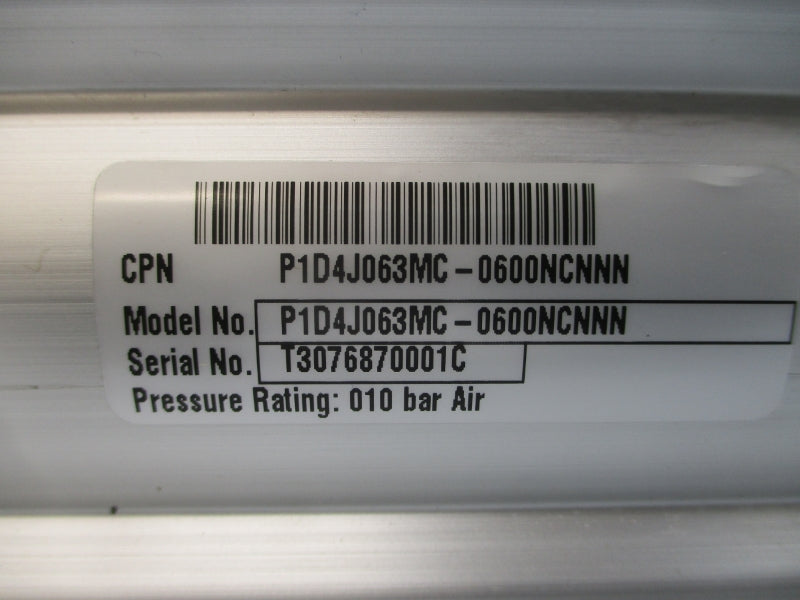 CPN P1D4J063MC-0600NCNNN
Model No. P1D4J063MC-0600NCNNN
Serial No. T3076870001C
Pressure Rating: 010 bar Air